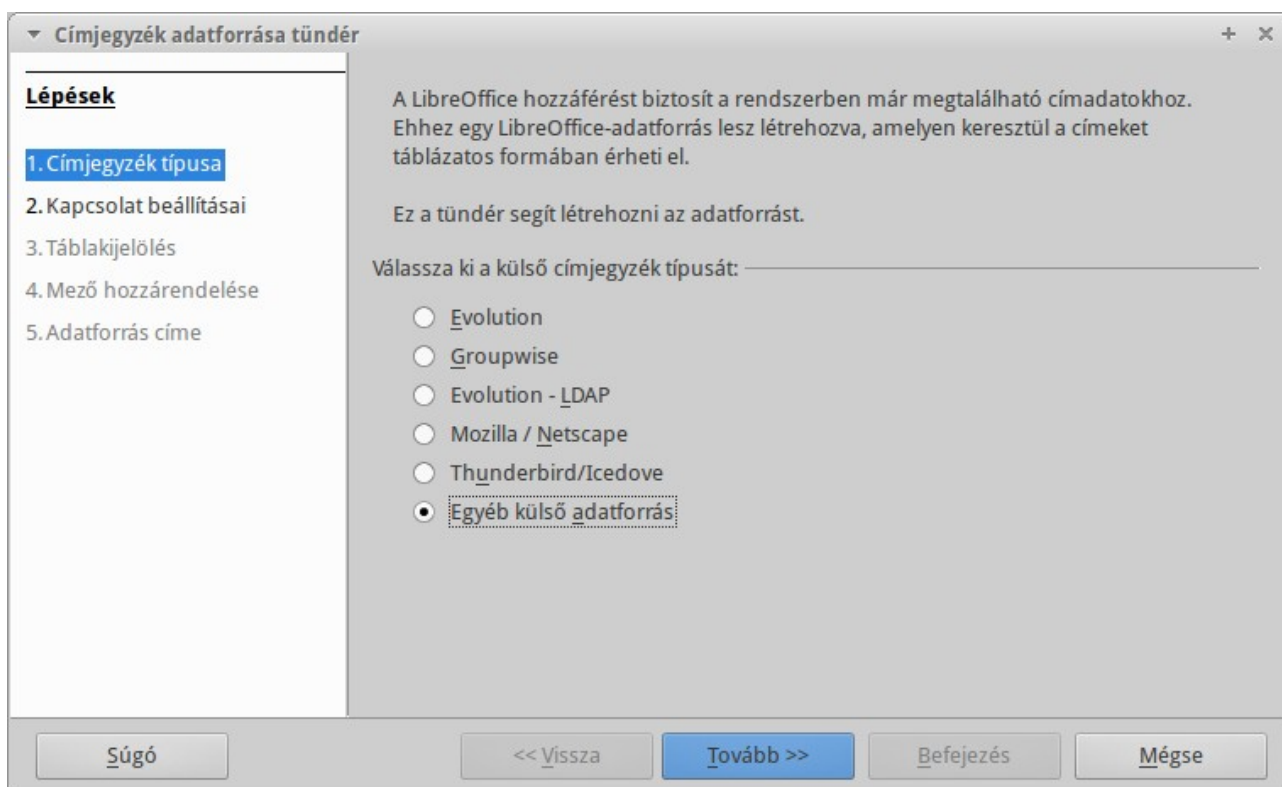 Címjegyzék adatforrása tündér
Lépések
1. Címjegyzék típusa
2. Kapcsolat beállításai
3. Táblakijelölés
4. Mező hozzárendelése
5. Adatforrás címe
A LibreOffice hozzáférést biztosít a rendszerben már megtalálható címadatokhoz.
Ehhez egy LibreOffice-adatforrás lesz létrehozva, amelyen keresztül a címeket
táblázatos formában érheti el.
Ez a tündér segít létrehozni az adatforrást.
Válassza ki a külső címjegyzék típusát:
Evolution
Groupwise
Evolution - LDAP
Mozilla / Netscape
Thunderbird/Icedove
Egyéb külső adatforrás
Súgó
<< Vissza
Tovább >>
Befejezés
Mégse